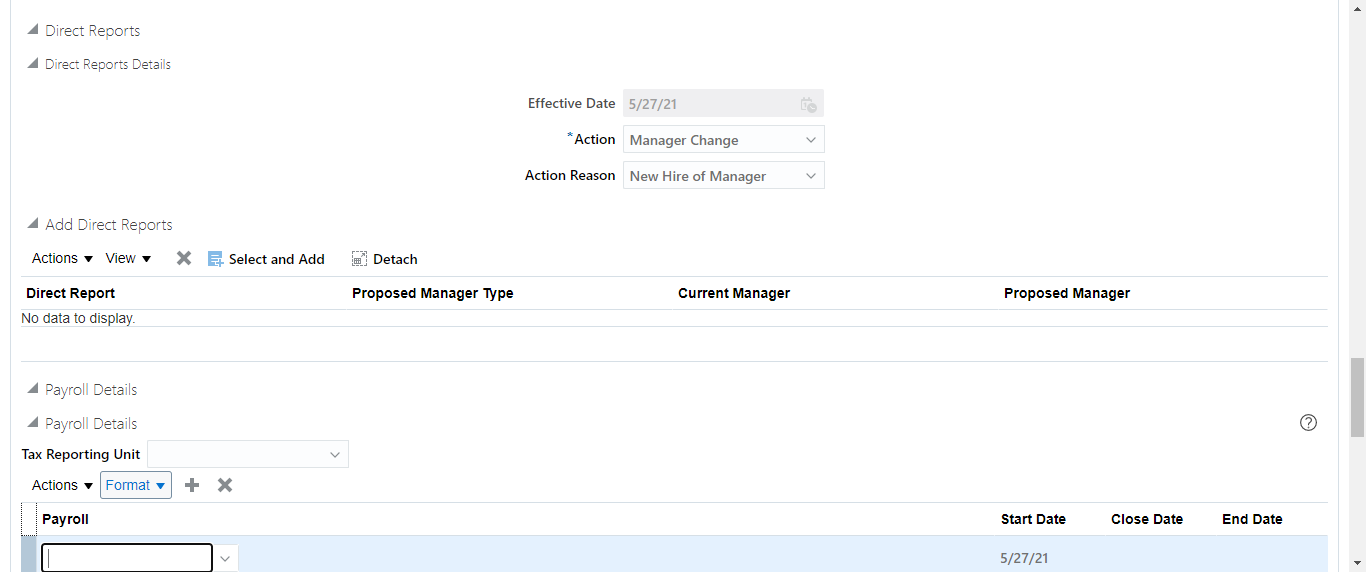 Direct Reports
Direct Reports Details
Effective Date 5/27/21
*Action Manager Change
Action Reason New Hire of Manager
Add Direct Reports
Actions View Select and Add Detach
Direct Report Proposed Manager Type Current Manager Proposed Manager
No data to display.
Payroll Details
Payroll Details
Tax Reporting Unit
Actions Format
Payroll Start Date Close Date End Date
5/27/21